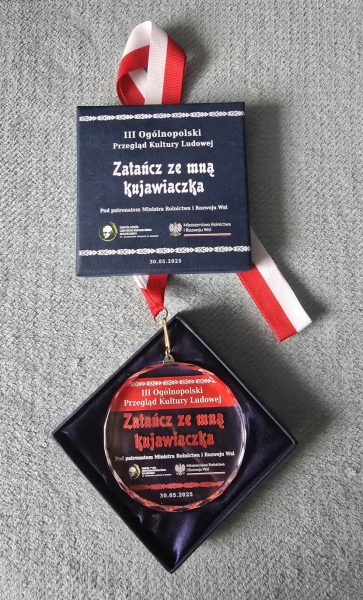 III Ogólnopolski
Przegląd Kultury Ludowej
Zatańcz ze mną
kujawiaczka
Pod patronatem Ministra Rolnictwa i Rozwoju Wsi
Ministerstwo Rolnictwa
i Rozwoju Wsi
30.05.2025
III Ogólnopolski
Przegląd Kultury Ludowej
Zatańcz ze mną
kujawiaczka
Pod patronatem Ministra Rolnictwa i Rozwoju Wsi
Ministerstwo Rolnictwa
i Rozwoju Wsi
30.05.2025